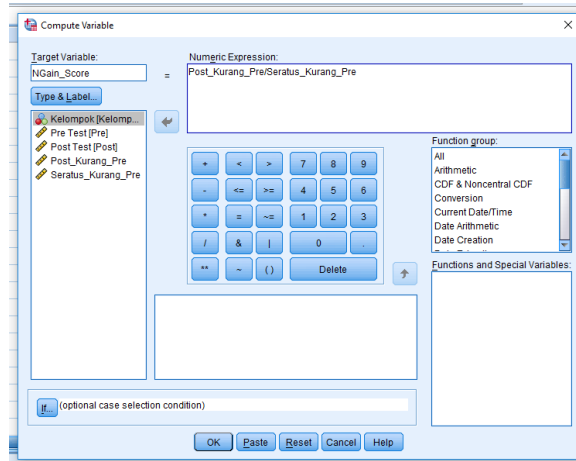 Compute Variable
Target Variable:
NGain_Score
=
Numeric Expression:
Post_Kurang_Pre/Seratus_Kurang_Pre
Type & Label...
Kelompok [Kelomp...
Pre Test [Pre]
Post Test [Post]
Post_Kurang_Pre
Seratus_Kurang_Pre
+ < > 7 8 9
- <= >= 4 5 6
* = ~= 1 2 3
/ & | 0 .
** ~ () Delete
Function group:
All
Arithmetic
CDF & Noncentral CDF
Conversion
Current Date/Time
Date Arithmetic
Date Creation
Functions and Special Variables:
If... (optional case selection condition)
OK Paste Reset Cancel Help